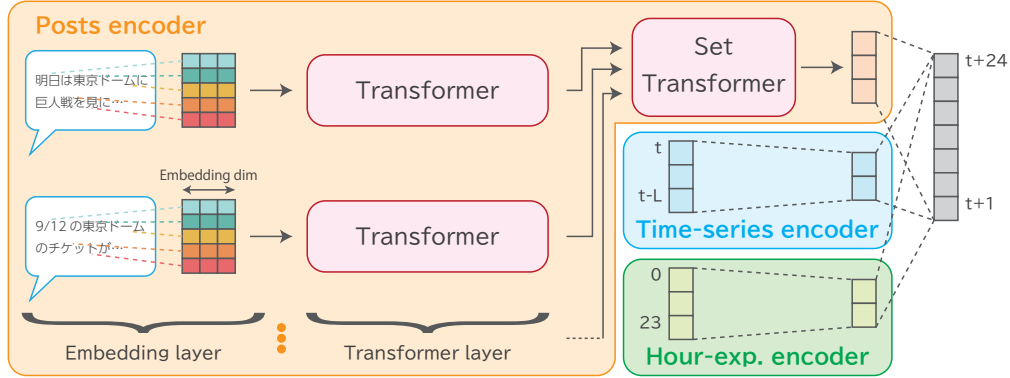 Posts encoder
明日は東京ドームに
巨人戦を見に…
Transformer
Set
Transformer
t+24
Embedding dim
9/12 の東京ドーム
のチケットが…
Transformer
t
t-L
Time-series encoder
t+1
0
23
Hour-exp. encoder
Embedding layer
Transformer layer